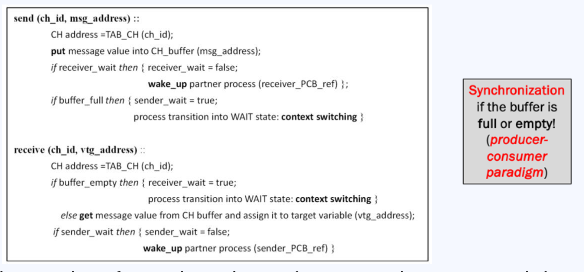 send (ch_id, msg_address) ::
CH address =TAB_CH (ch_id);
put message value into CH_buffer (msg_address);
if receiver_wait then { receiver_wait = false;
wake_up partner process (receiver_PCB_ref) };
if buffer_full then { sender_wait = true;
process transition into WAIT state: context switching }
receive (ch_id, vtg_address) ::
CH address =TAB_CH (ch_id);
if buffer_empty then { receiver_wait = true;
process transition into WAIT state: context switching }
else get message value from CH buffer and assign it to target variable (vtg_address);
if sender_wait then { sender_wait = false;
wake_up partner process (sender_PCB_ref) }
Synchronization
if the buffer is
full or empty!
(producer-
consumer
paradigm)